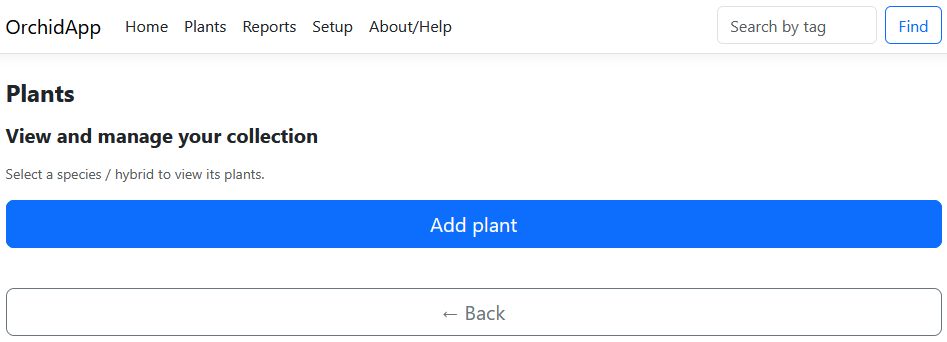 OrchidApp Home Plants Reports Setup About/Help Search by tag Find
Plants
View and manage your collection
Select a species / hybrid to view its plants.
Add plant
← Back